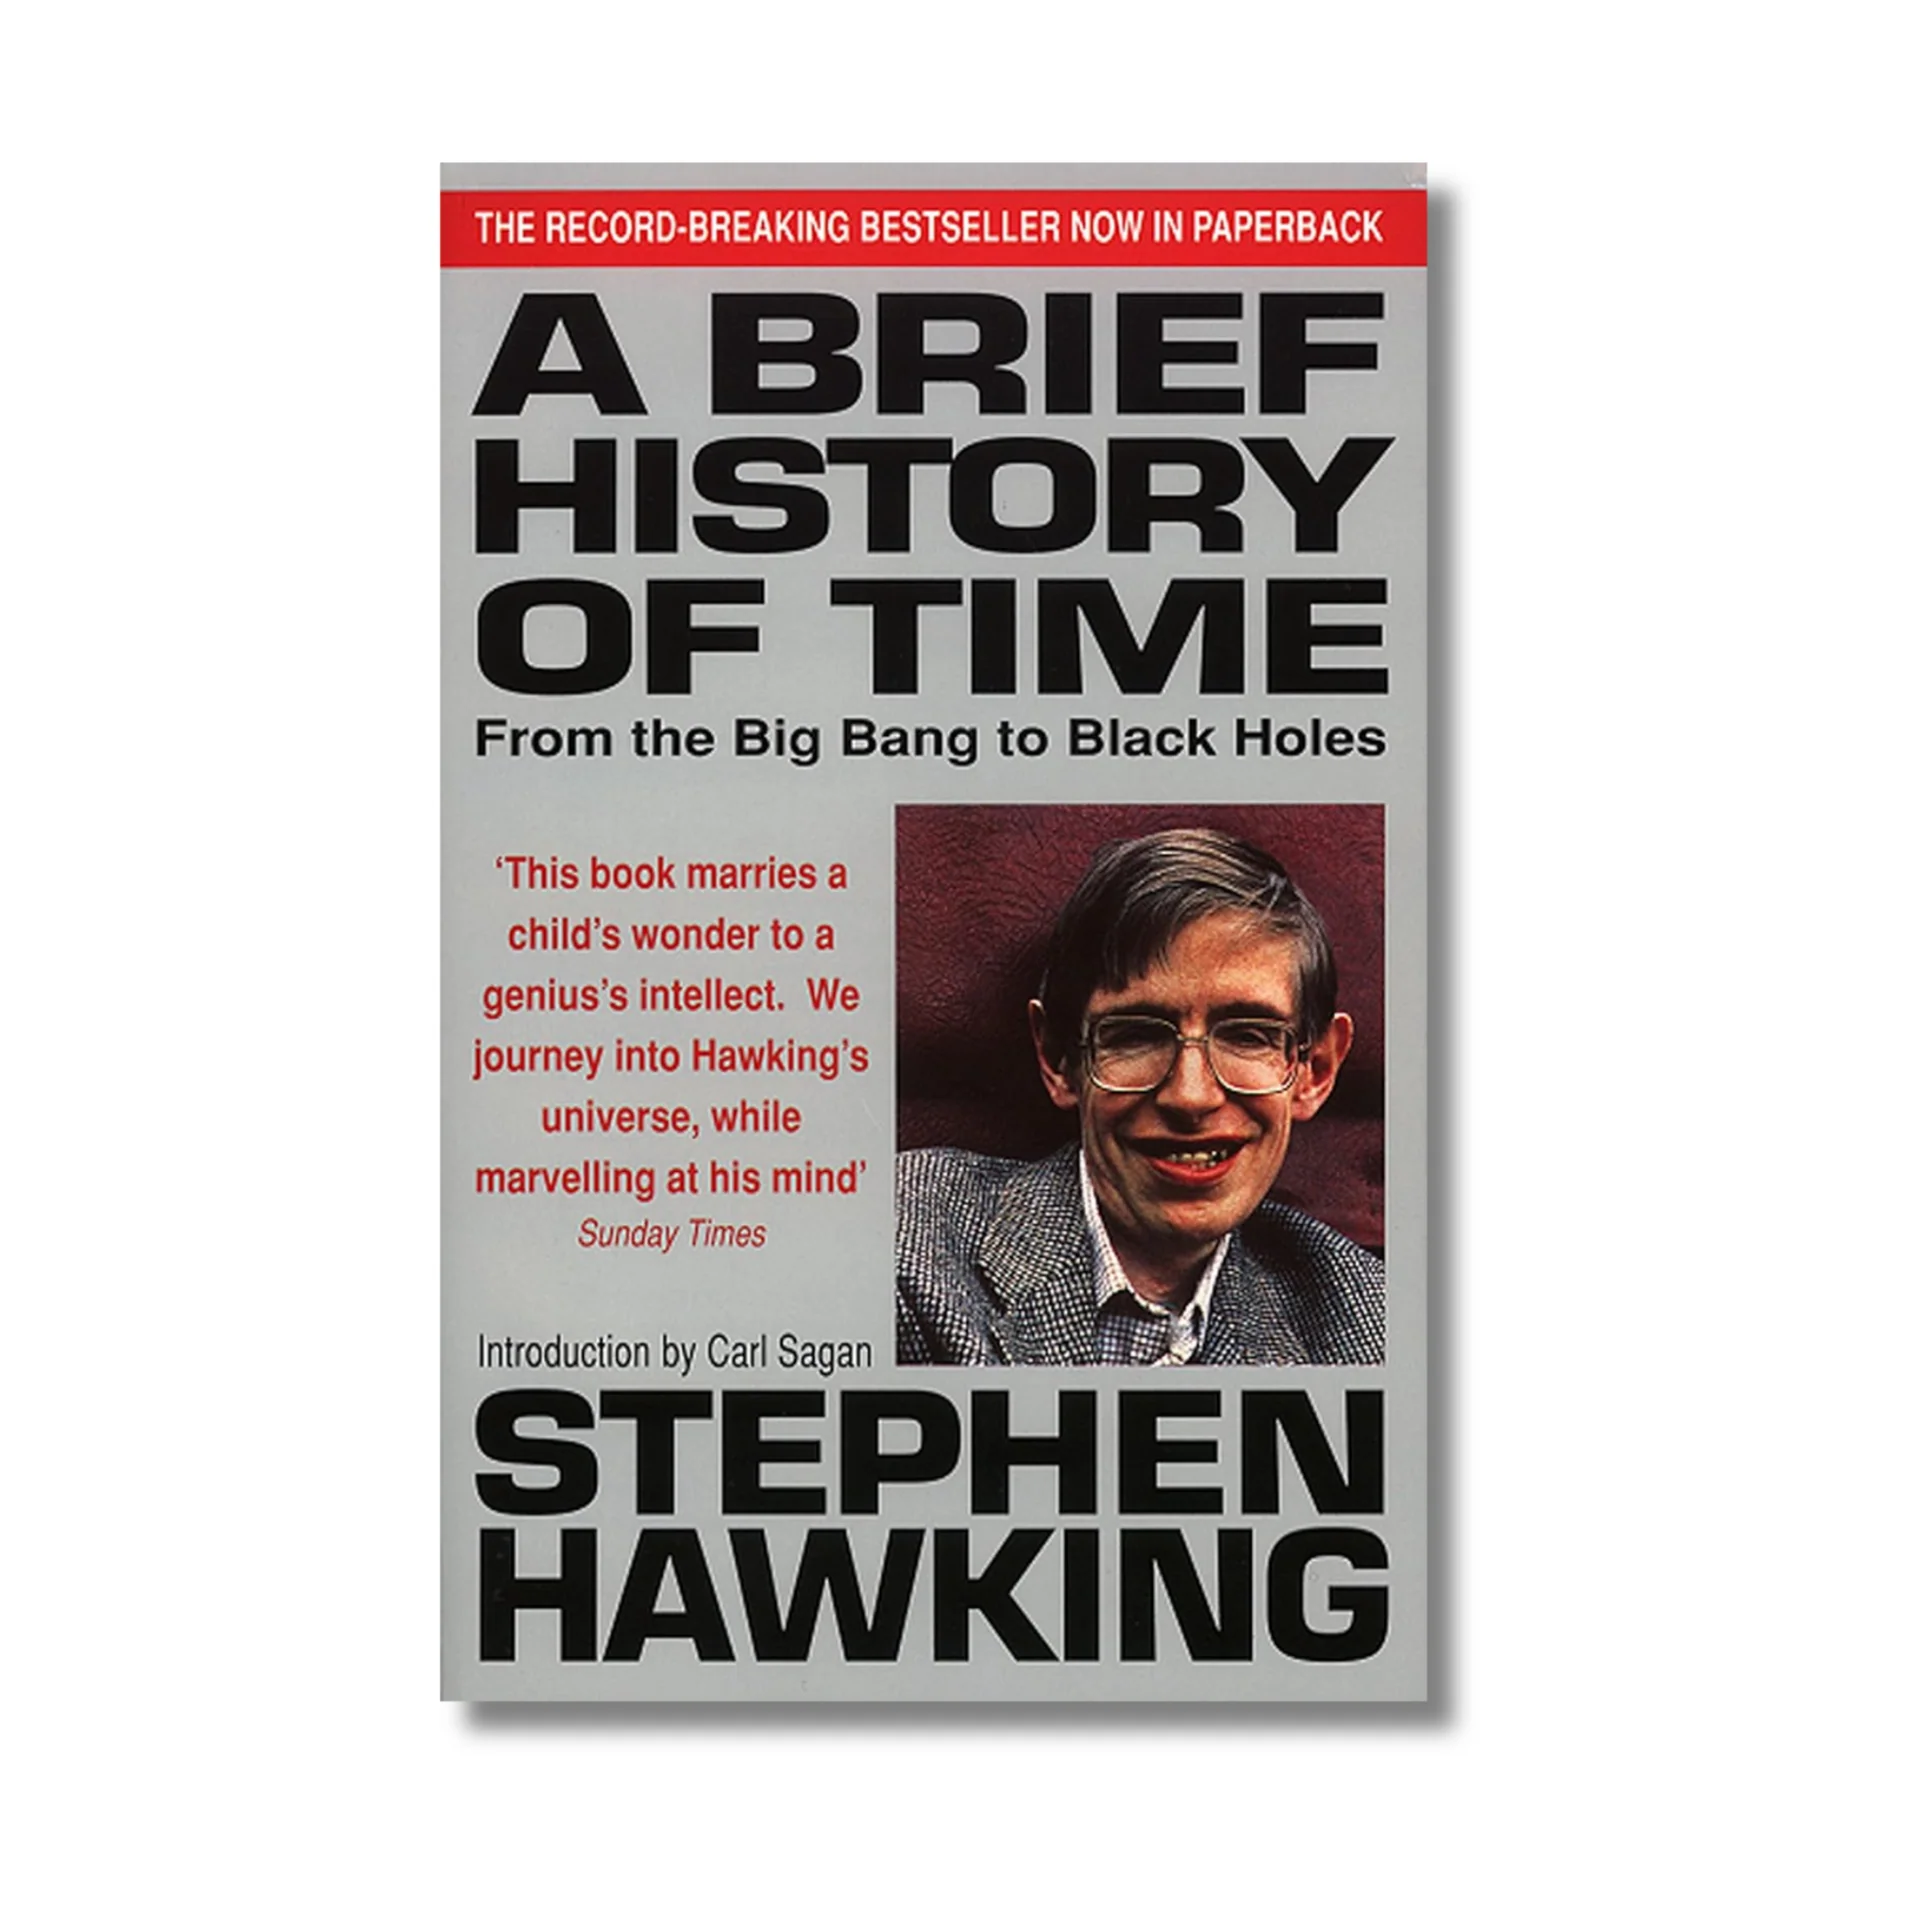 THE RECORD-BREAKING BESTSELLER NOW IN PAPERBACK
A BRIEF
HISTORY
OF TIME
From the Big Bang to Black Holes
‘This book marries a
child’s wonder to a
genius’s intellect.  We
journey into Hawking’s
universe, while
marvelling at his mind’
Sunday Times
Introduction by Carl Sagan
STEPHEN
HAWKING